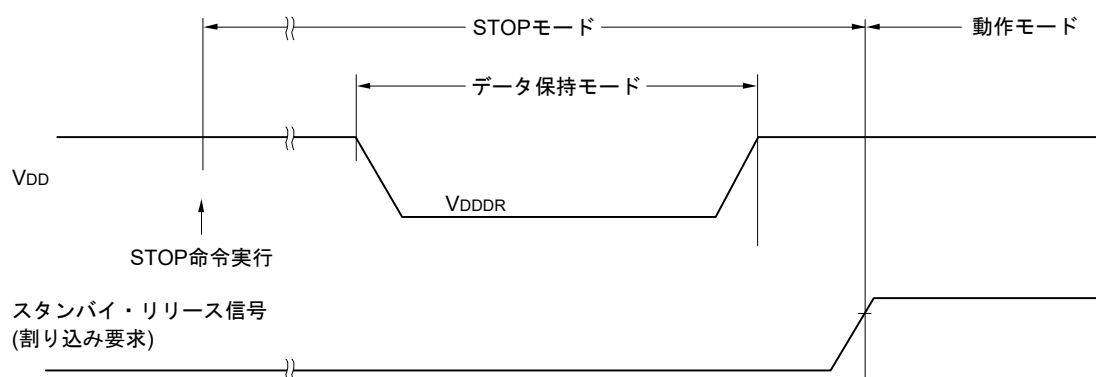 STOPモード
動作モード
データ保持モード
VDD
VDDDR
STOP命令実行
スタンバイ・リリース信号
(割り込み要求)